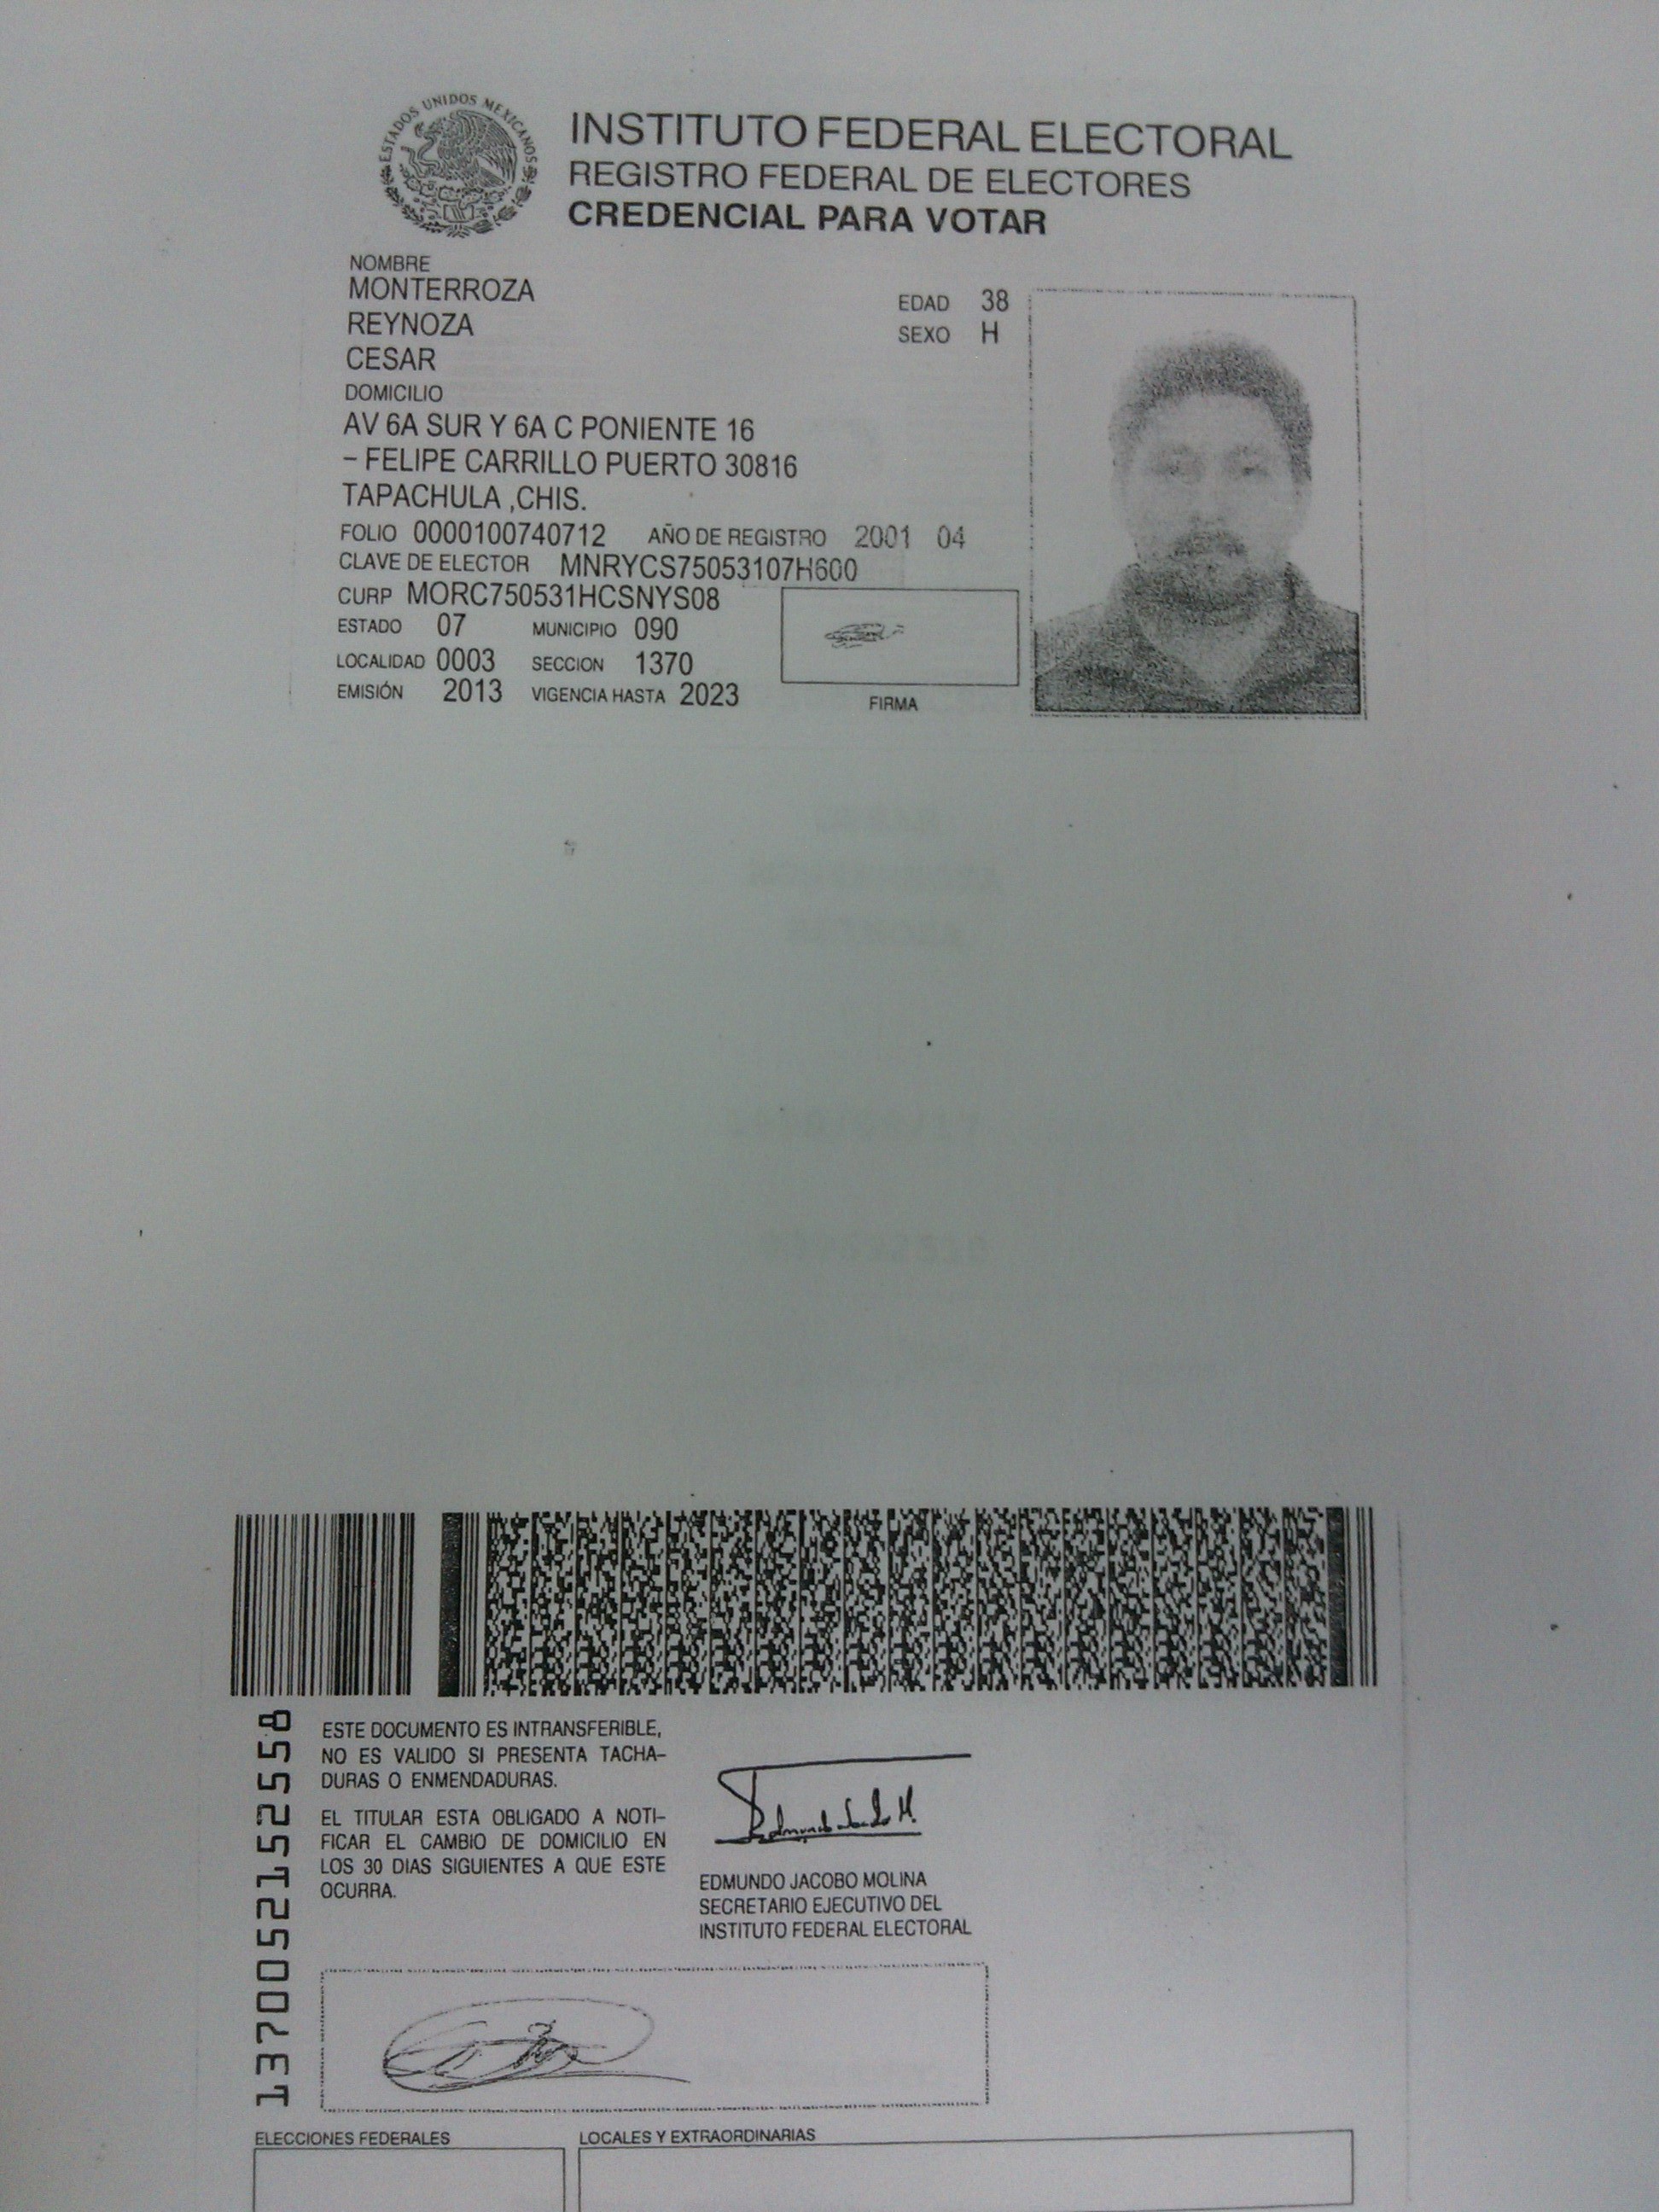 ESTADOS UNIDOS MEXICANOS
INSTITUTO FEDERAL ELECTORAL
REGISTRO FEDERAL DE ELECTORES
CREDENCIAL PARA VOTAR
NOMBRE
MONTERROZA
REYNOZA
CESAR
EDAD 38
SEXO H
DOMICILIO
AV 6A SUR Y 6A C PONIENTE 16
– FELIPE CARRILLO PUERTO 30816
TAPACHULA ,CHIS.
FOLIO 0000100740712 AÑO DE REGISTRO 2001 04
CLAVE DE ELECTOR MNRYCS75053107H600
CURP MORC750531HCSNYS08
ESTADO 07 MUNICIPIO 090
LOCALIDAD 0003 SECCION 1370
EMISIÓN 2013 VIGENCIA HASTA 2023
FIRMA
1370052152558
ESTE DOCUMENTO ES INTRANSFERIBLE,
NO ES VALIDO SI PRESENTA TACHA–
DURAS O ENMENDADURAS.
EL TITULAR ESTA OBLIGADO A NOTI–
FICAR EL CAMBIO DE DOMICILIO EN
LOS 30 DIAS SIGUIENTES A QUE ESTE
OCURRA.
EDMUNDO JACOBO MOLINA
SECRETARIO EJECUTIVO DEL
INSTITUTO FEDERAL ELECTORAL
ELECCIONES FEDERALES
LOCALES Y EXTRAORDINARIAS